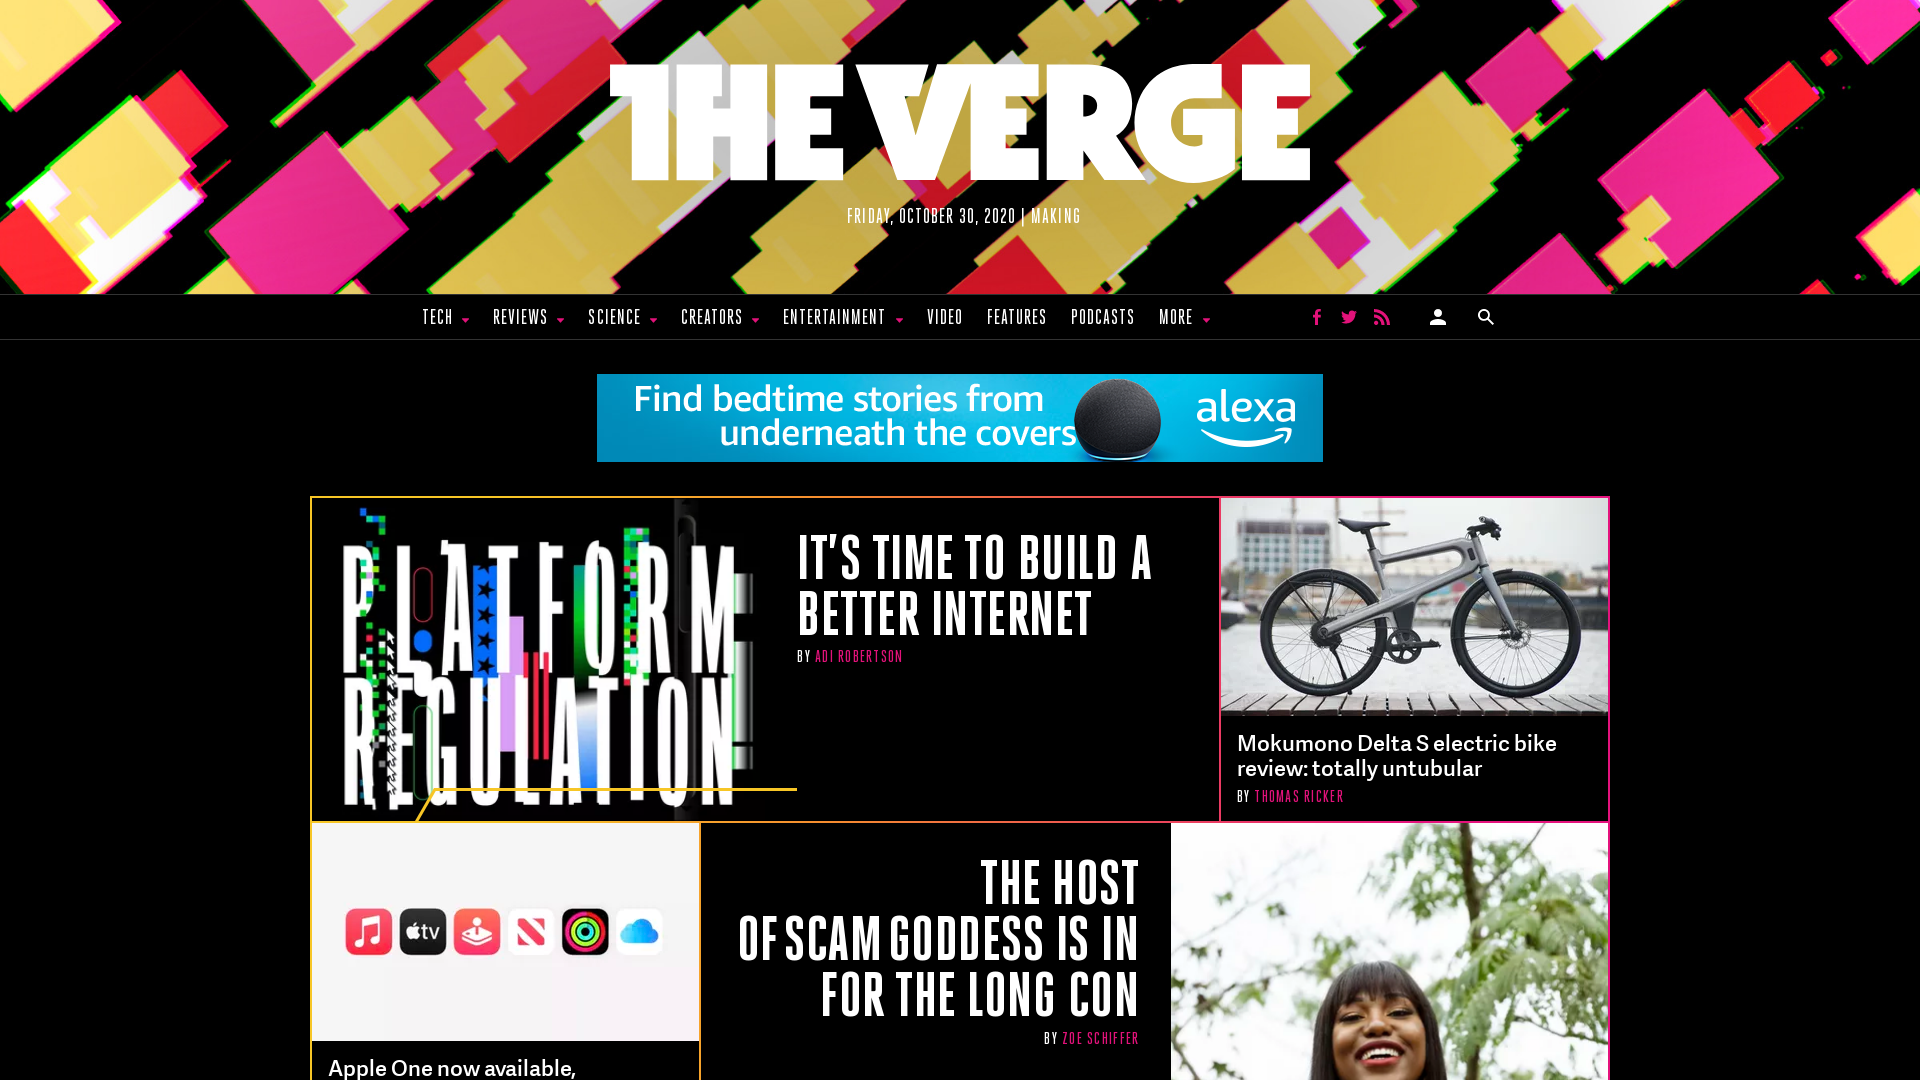 THE VERGE
FRIDAY, OCTOBER 30, 2020 | MAKING
TECH REVIEWS SCIENCE CREATORS ENTERTAINMENT VIDEO FEATURES PODCASTS MORE
Find bedtime stories from
underneath the covers
alexa
PLATFORM
REGULATION
IT'S TIME TO BUILD A
BETTER INTERNET
BY ADI ROBERTSON
Mokumono Delta S electric bike
review: totally untubular
BY THOMAS RICKER
tv
Apple One now available,
THE HOST
OF SCAM GODDESS IS IN
FOR THE LONG CON
BY ZOE SCHIFFER